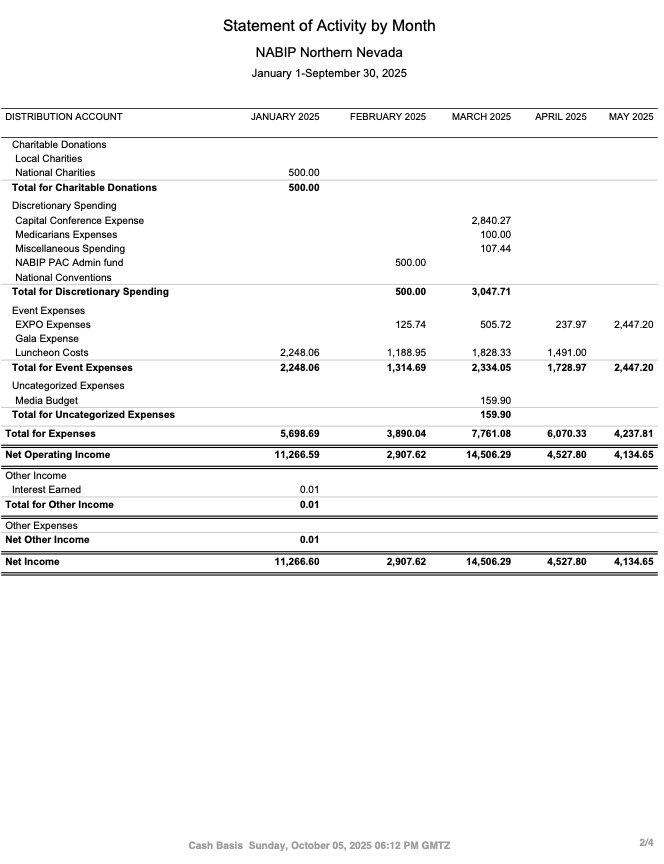 Statement of Activity by Month
NABIP Northern Nevada
January 1-September 30, 2025
DISTRIBUTION ACCOUNT JANUARY 2025 FEBRUARY 2025 MARCH 2025 APRIL 2025 MAY 2025
Charitable Donations
Local Charities
National Charities 500.00
Total for Charitable Donations 500.00
Discretionary Spending
Capital Conference Expense 2,840.27
Medicarians Expenses 100.00
Miscellaneous Spending 107.44
NABIP PAC Admin fund 500.00
National Conventions
Total for Discretionary Spending 500.00 3,047.71
Event Expenses
EXPO Expenses 125.74 505.72 237.97 2,447.20
Gala Expense
Luncheon Costs 2,248.06 1,188.95 1,828.33 1,491.00
Total for Event Expenses 2,248.06 1,314.69 2,334.05 1,728.97 2,447.20
Uncategorized Expenses
Media Budget 159.90
Total for Uncategorized Expenses 159.90
Total for Expenses 5,698.69 3,890.04 7,761.08 6,070.33 4,237.81
Net Operating Income 11,266.59 2,907.62 14,506.29 4,527.80 4,134.65
Other Income
Interest Earned 0.01
Total for Other Income 0.01
Other Expenses
Net Other Income 0.01
Net Income 11,266.60 2,907.62 14,506.29 4,527.80 4,134.65
Cash Basis Sunday, October 05, 2025 06:12 PM GMTZ 2/4